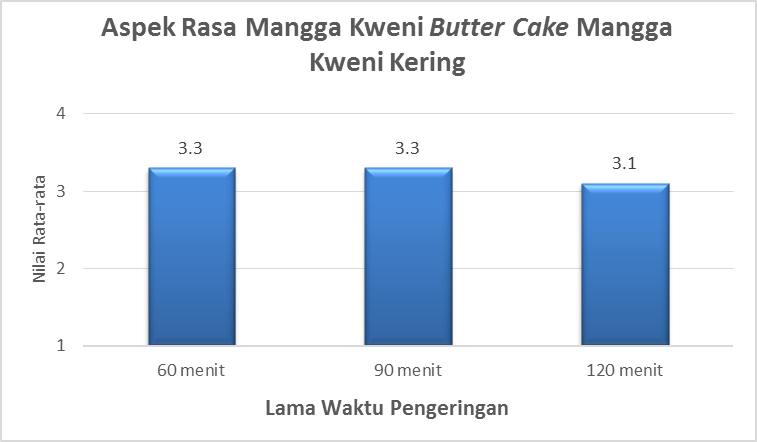 Aspek Rasa Mangga Kweni Butter Cake Mangga
Kweni Kering
4
3.3
3.3
3.1
3
2
1
Nilai Rata-rata
60 menit
90 menit
120 menit
Lama Waktu Pengeringan